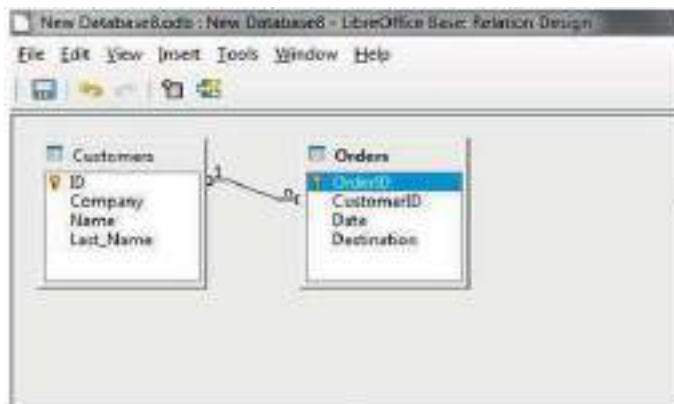 New Database8.odb : New Database8 - LibreOffice Base: Relation Design
File Edit View Insert Tools Window Help
Customers
ID
Company
Name
Last_Name
1
n
Orders
OrderID
CustomerID
Date
Destination